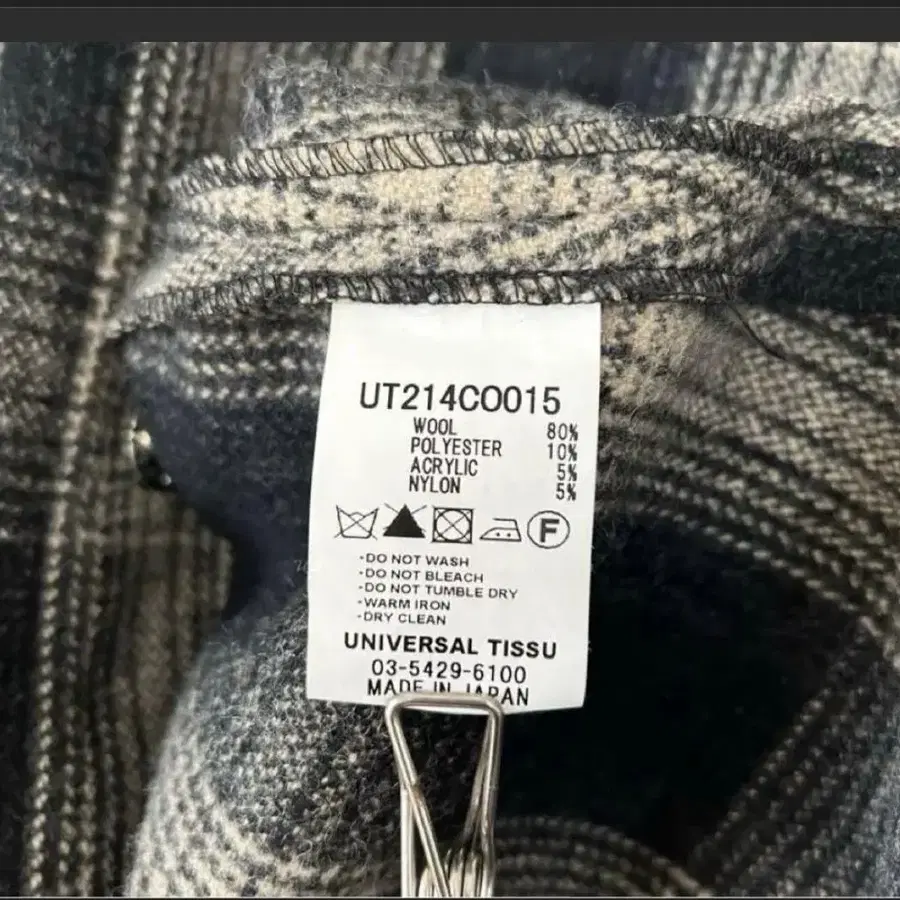 UT214CO015
WOOL 80%
POLYESTER 10%
ACRYLIC 5%
NYLON 5%
F
·DO NOT WASH
·DO NOT BLEACH
·DO NOT TUMBLE DRY
·WARM IRON
·DRY CLEAN
UNIVERSAL TISSU
03-5429-6100
MADE IN JAPAN